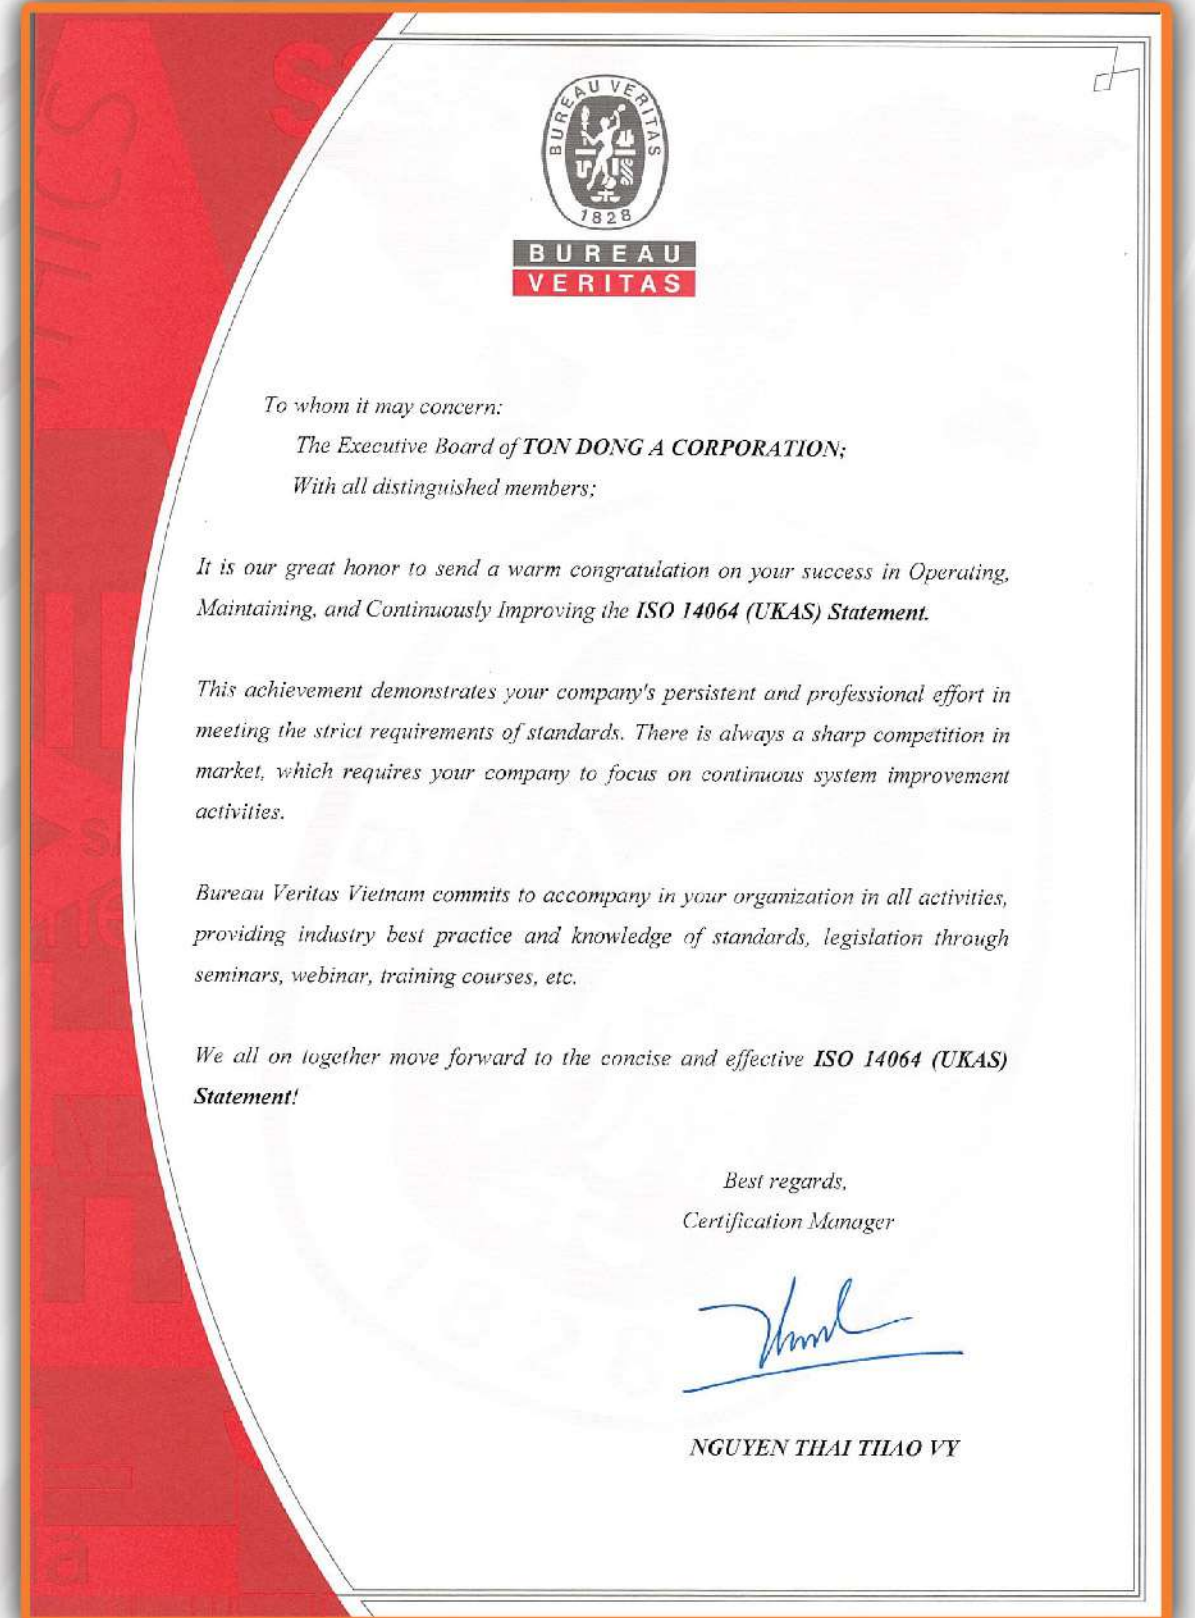 BUREAU VERITAS
1828
BUREAU
VERITAS
To whom it may concern:
The Executive Board of TON DONG A CORPORATION;
With all distinguished members;
It is our great honor to send a warm congratulation on your success in Operating,
Maintaining, and Continuously Improving the ISO 14064 (UKAS) Statement.
This achievement demonstrates your company's persistent and professional effort in
meeting the strict requirements of standards. There is always a sharp competition in
market, which requires your company to focus on continuous system improvement
activities.
Bureau Veritas Vietnam commits to accompany in your organization in all activities,
providing industry best practice and knowledge of standards, legislation through
seminars, webinar, training courses, etc.
We all on together move forward to the concise and effective ISO 14064 (UKAS)
Statement!
Best regards,
Certification Manager
NGUYEN THAI THAO VY